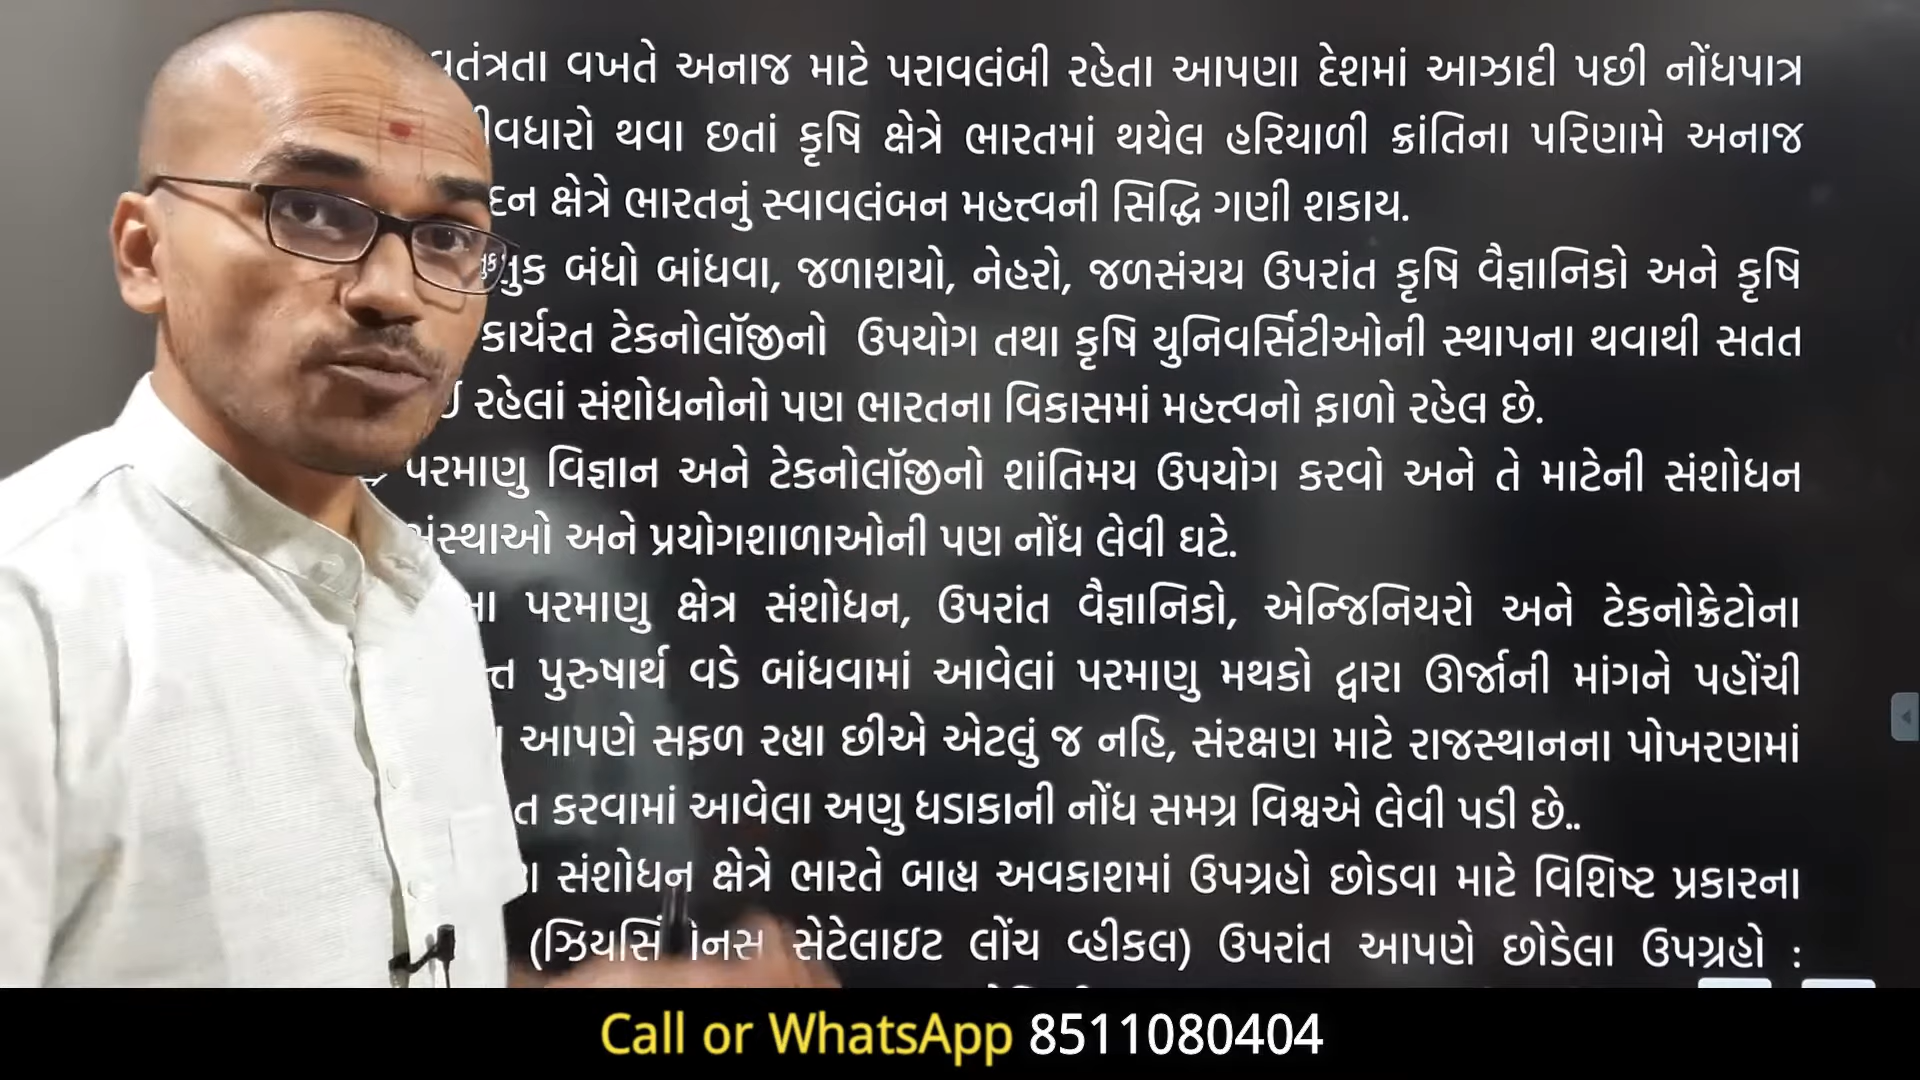 વતંત્રતા વખતે અનાજ માટે પરાવલંબી રહેતા આપણા દેશમાં આઝાદી પછી નોંધપાત્ર
વધારો થવા છતાં કૃષિ ક્ષેત્રે ભારતમાં થયેલ હરિયાળી ક્રાંતિના પરિણામે અનાજ
ક્ષેત્રે ભારતનું સ્વાવલંબન મહત્ત્વની સિદ્ધિ ગણી શકાય.
બંધો બાંધવા, જળાશયો, નેહરો, જળસંચય ઉપરાંત કૃષિ વૈજ્ઞાનિકો અને કૃષિ
કાર્યરત ટેકનોલૉજીનો ઉપયોગ તથા કૃષિ યુનિવર્સિટીઓની સ્થાપના થવાથી સતત
રહેલાં સંશોધનોનો પણ ભારતના વિકાસમાં મહત્ત્વનો ફાળો રહેલ છે.
પરમાણુ વિજ્ઞાન અને ટેકનોલૉજીનો શાંતિમય ઉપયોગ કરવો અને તે માટેની સંશોધન
સંસ્થાઓ અને પ્રયોગશાળાઓની પણ નોંધ લેવી ઘટે.
પરમાણુ ક્ષેત્ર સંશોધન, ઉપરાંત વૈજ્ઞાનિકો, એન્જિનિયરો અને ટેકનોક્રેટોના
પુરુષાર્થ વડે બાંધવામાં આવેલાં પરમાણુ મથકો દ્વારા ઊર્જાની માંગને પહોંચી
આપણે સફળ રહ્યા છીએ એટલું જ નહિ, સંરક્ષણ માટે રાજસ્થાનના પોખરણમાં
કરવામાં આવેલા અણુ ધડાકાની નોંધ સમગ્ર વિશ્વએ લેવી પડી છે..
સંશોધન ક્ષેત્રે ભારતે બાહ્ય અવકાશમાં ઉપગ્રહો છોડવા માટે વિશિષ્ટ પ્રકારના
સેટેલાઇટ લોંચ વ્હીકલ) ઉપરાંત આપણે છોડેલા ઉપગ્રહો :
Call or WhatsApp 8511080404